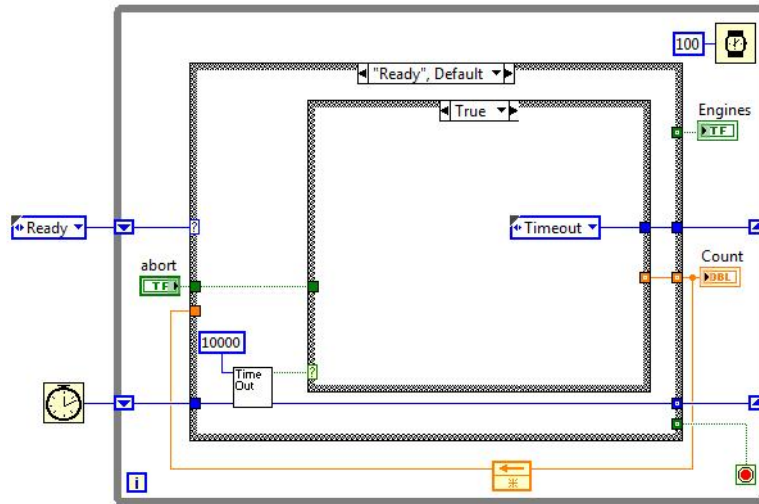 100
"Ready", Default
True
Engines
TF
Ready
?
Timeout
abort
Count
TF
DBL
10000
Time
Out
?
i